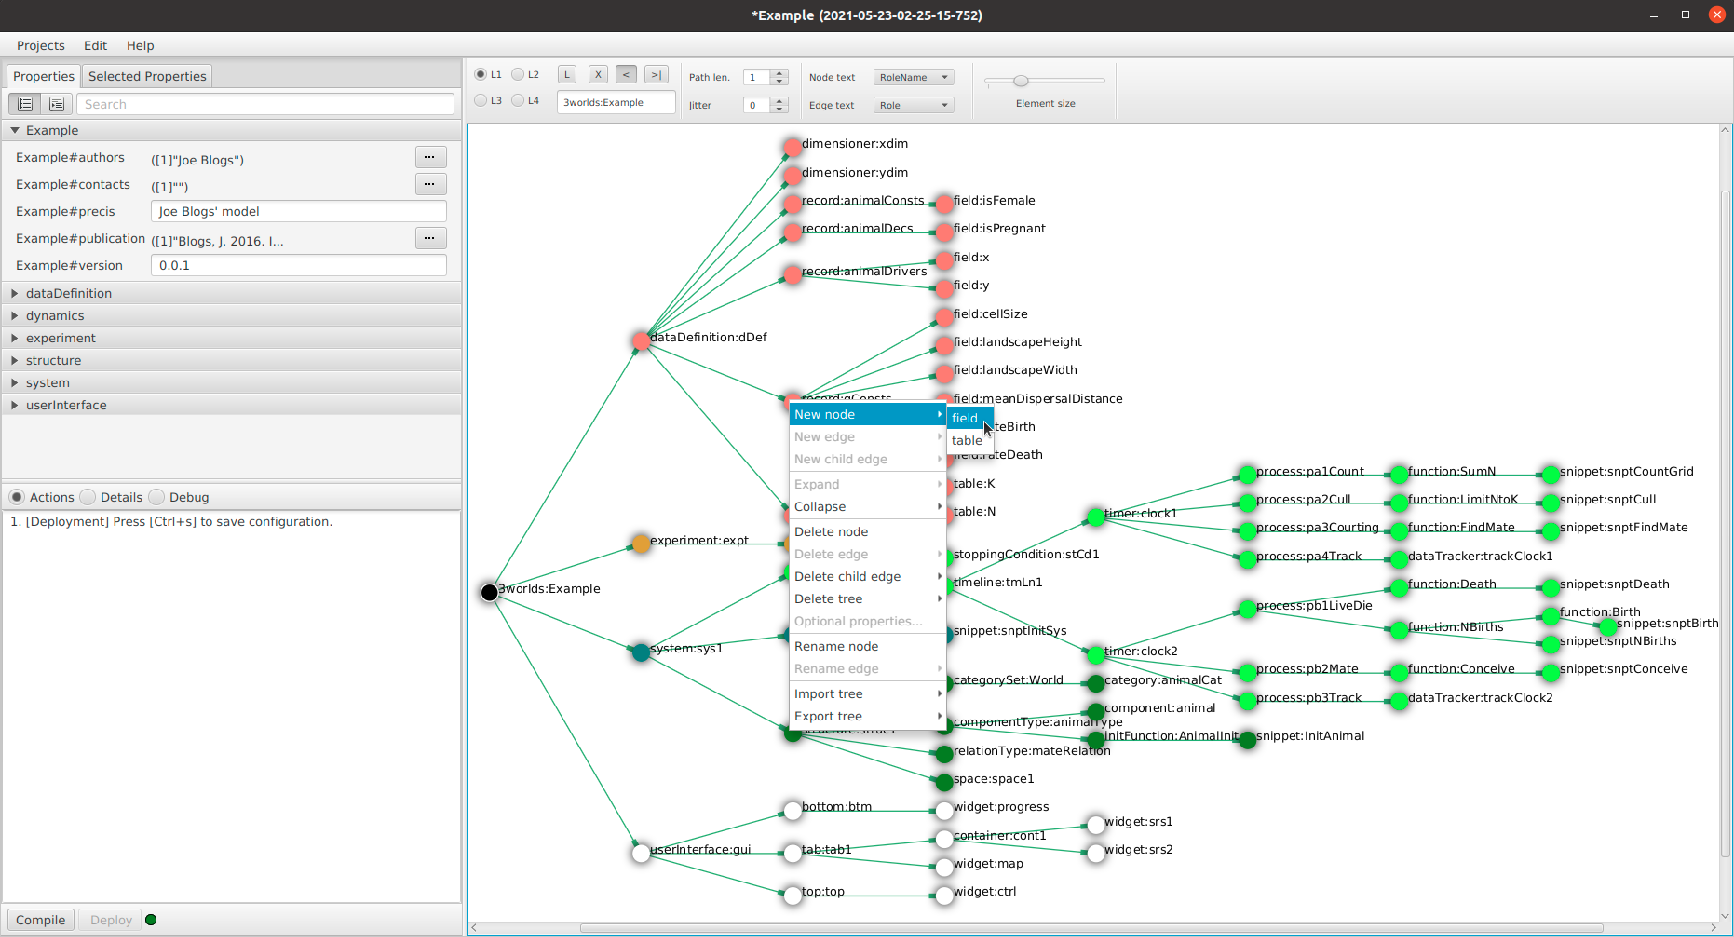 *Example (2021-05-23-02-25-15-752)
Projects Edit Help
Properties Selected Properties
Search
Example
Example#authors ([1]"Joe Blogs") ...
Example#contacts ([1]"") ...
Example#precis Joe Blogs' model
Example#publication ([1]"Blogs, J. 2016. I... ...
Example#version 0.0.1
dataDefinition
dynamics
experiment
structure
system
userInterface
Actions Details Debug
1. [Deployment] Press [Ctrl+s] to save configuration.
Compile Deploy
L1 L2 L X < >| Path len. 1 Node text RoleName
L3 L4 3worlds:Example Jitter 0 Edge text Role Element size
dimensioner:xdim
dimensioner:ydim
record:animalConsts field:isFemale
record:animalDecs field:isPregnant
field:x
record:animalDrivers
field:y
field:cellSize
dataDefinition:dDef
field:landscapeHeight
field:landscapeWidth
record:gConsts field:meanDispersalDistance
New node field
teBirth
New edge table
New child edge field:rateDeath
Expand table:K
Collapse table:N
Delete node
Delete edge
Delete child edge
Delete tree
Optional properties...
Rename node
Rename edge
Import tree
Export tree
process:pa1Count function:SumN snippet:snptCountGrid
process:pa2Cull function:LimitNtoK snippet:snptCull
timer:clock1
process:pa3Courting function:FindMate snippet:snptFindMate
experiment:expt
stoppingCondition:stCd1
process:pa4Track dataTracker:trackClock1
timeline:tmLn1
function:Death snippet:snptDeath
3worlds:Example
process:pb1LiveDie
function:Birth
snippet:snptBirth
function:NBirths
snippet:snptInitSys
snippet:snptNBirths
system:sys1
timer:clock2
process:pb2Mate function:Conceive snippet:snptConceive
categorySet:World category:animalCat
process:pb3Track dataTracker:trackClock2
component:animal
componentType:animalType
initFunction:AnimalInit snippet:InitAnimal
relationType:mateRelation
space:space1
bottom:btm widget:progress
widget:srs1
container:cont1
userInterface:gui tab:tab1
widget:srs2
widget:map
top:top widget:ctrl